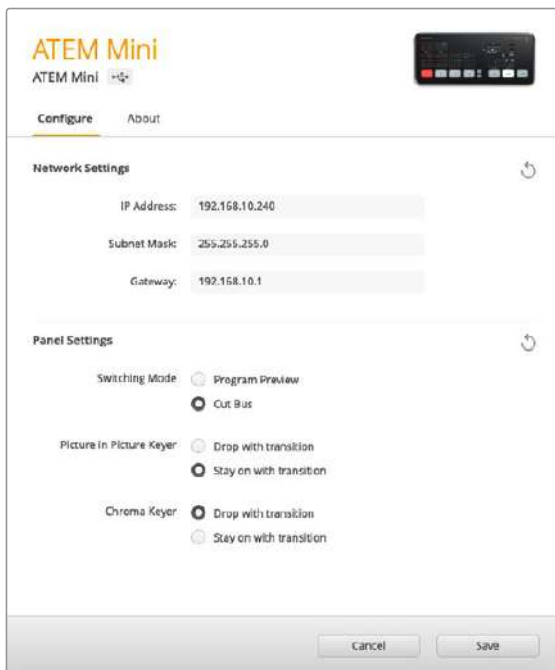 ATEM Mini
ATEM Mini
Configure About
Network Settings
IP Address: 192.168.10.240
Subnet Mask: 255.255.255.0
Gateway: 192.168.10.1
Panel Settings
Switching Mode Program Preview
Cut Bus
Picture in Picture Keyer Drop with transition
Stay on with transition
Chroma Keyer Drop with transition
Stay on with transition
Cancel Save